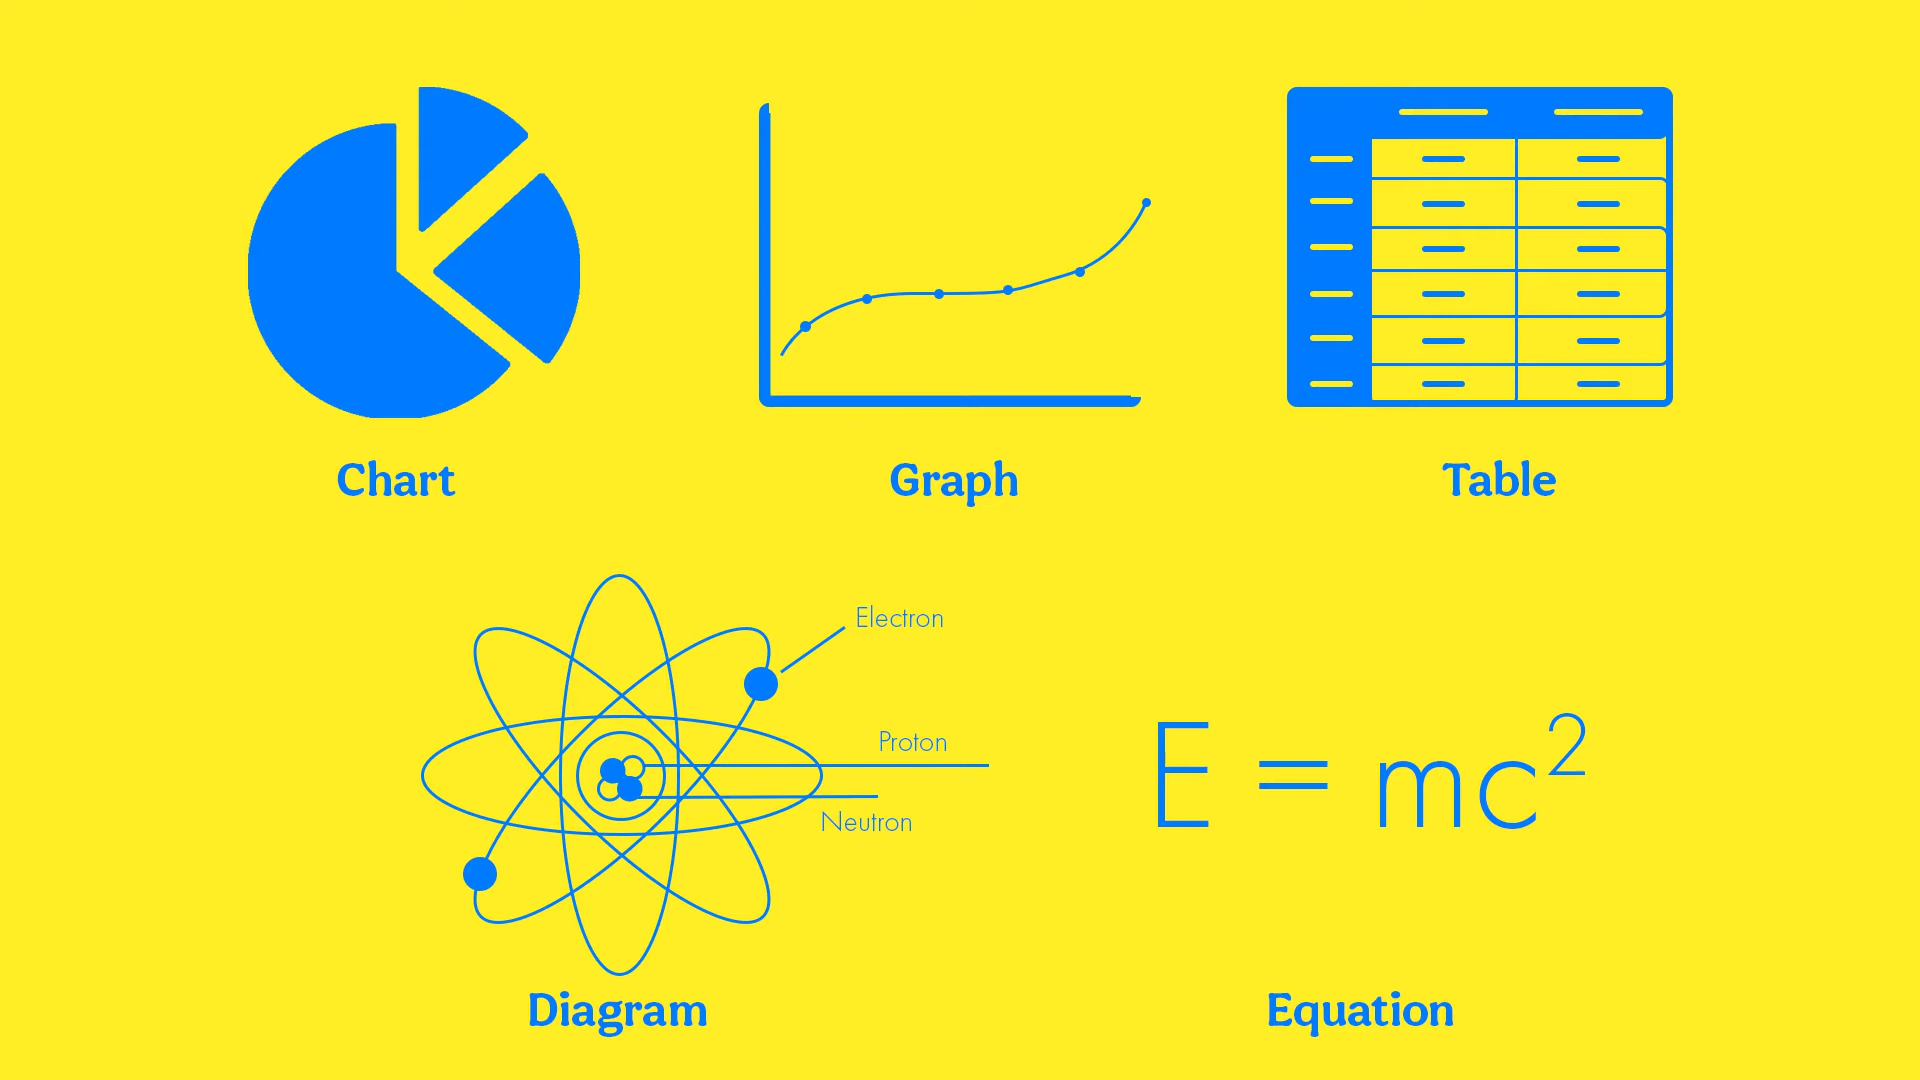 Chart
Graph
Table
Electron
Proton
Neutron
E = mc²
Diagram
Equation